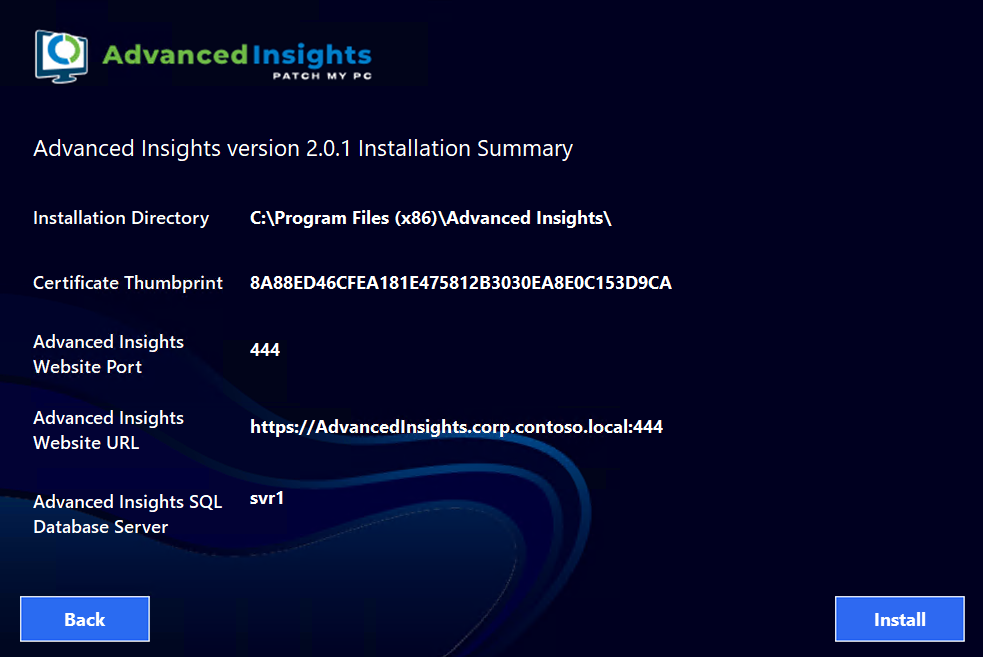 Advanced Insights
PATCH MY PC
Advanced Insights version 2.0.1 Installation Summary
Installation Directory C:\Program Files (x86)\Advanced Insights\
Certificate Thumbprint 8A88ED46CFEA181E475812B3030EA8E0C153D9CA
Advanced Insights
Website Port
444
Advanced Insights
Website URL
https://AdvancedInsights.corp.contoso.local:444
Advanced Insights SQL
Database Server
svr1
Back Install